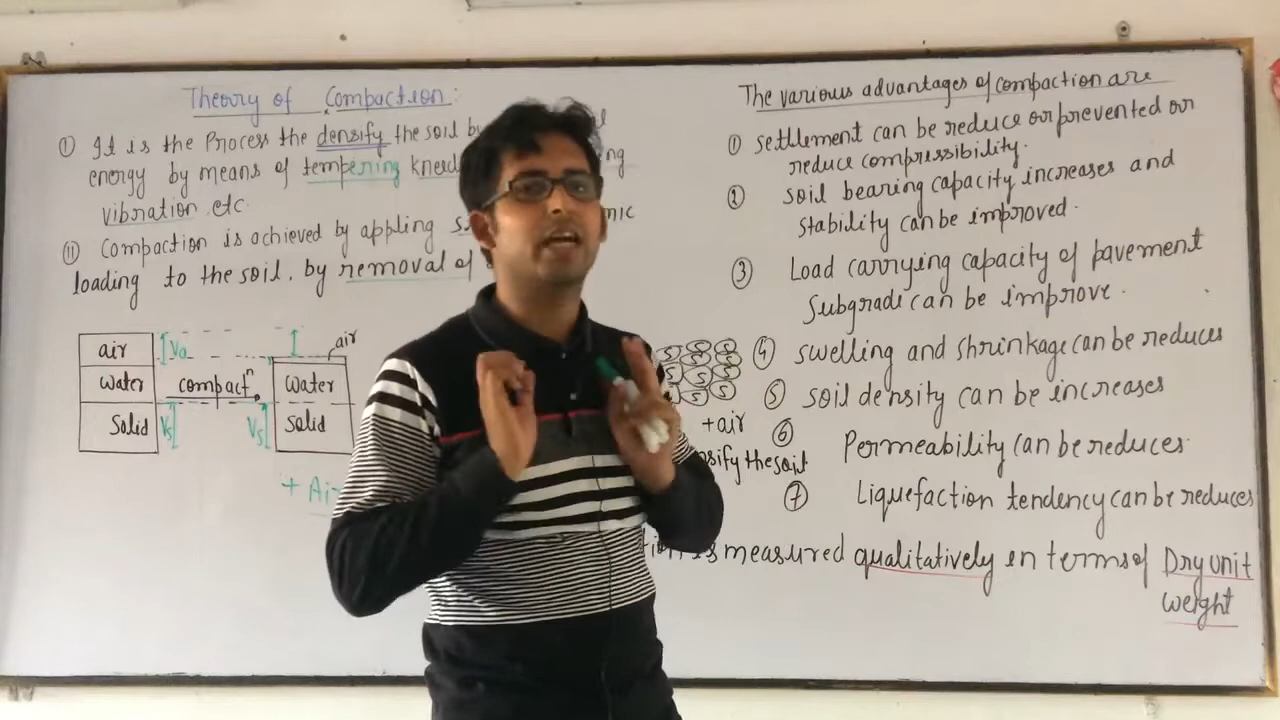 Theory of Compaction:
① It is the Process the densify the soil by
energy by means of tempering kned
vibration etc.
② Compaction is achieved by appling
loading to the soil. by removal of
air
water
Solid
Va
Vs
compactⁿ
air
water
solid
Vs
+ Air
+air
the soil
The various advantages of compaction are
① settlement can be reduce or prevented or
reduce compressibility.
② soil bearing capacity increases and
stability can be improved.
③ Load carrying capacity of pavement
Subgrade can be improve.
④ swelling and shrinkage can be reduces
⑤ soil density can be increases
⑥ Permeability can be reduces
⑦ Liquefaction tendency can be reduces
is measured qualitatively in terms of Dry unit
weight